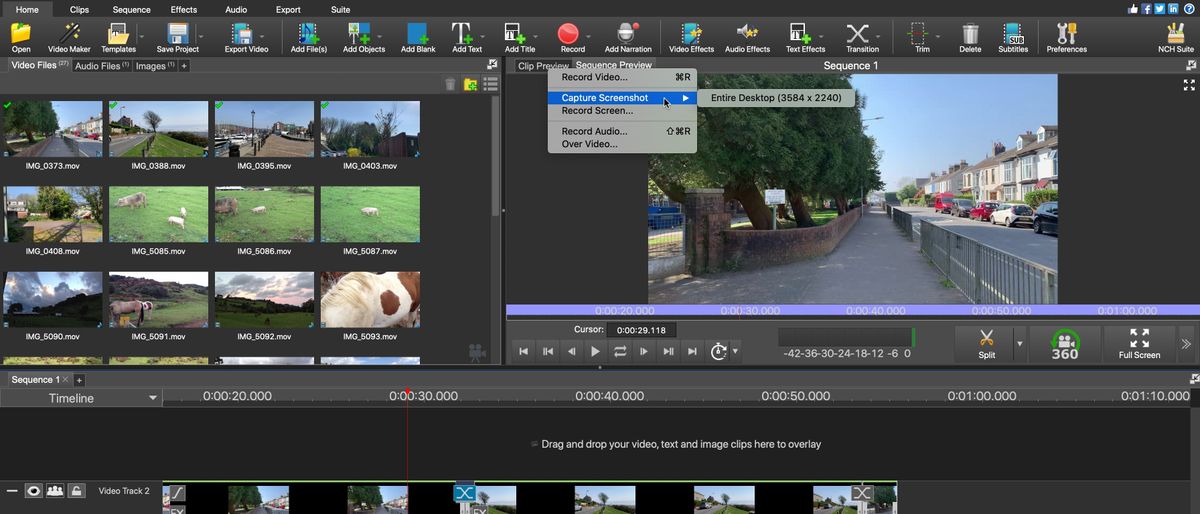 Home Clips Sequence Effects Audio Export Suite
Open Video Maker Templates Save Project Export Video Add File(s) Add Objects Add Blank Add Text Add Title Record Add Narration Video Effects Audio Effects Text Effects Transition Trim Delete Subtitles Preferences NCH Suite
Video Files (27) Audio Files (1) Images (1) +
Clip Preview Sequence Preview Sequence 1
Record Video... ⌘R
Capture Screenshot ▶ Entire Desktop (3584 x 2240)
Record Screen...
Record Audio... ⇧⌘R
Over Video...
IMG_0373.mov IMG_0388.mov IMG_0395.mov IMG_0403.mov
IMG_0408.mov IMG_5085.mov IMG_5086.mov IMG_5087.mov
IMG_5090.mov IMG_5091.mov IMG_5092.mov IMG_5093.mov
0:00:20.000 0:00:30.000 0:00:40.000 0:00:50.000 0:01:00.000
Cursor: 0:00:29.118
-42-36-30-24-18-12 -6 0
Split 360 Full Screen
Sequence 1 × +
Timeline 0:00:20.000 0:00:30.000 0:00:40.000 0:00:50.000 0:01:00.000 0:01:10.000
Drag and drop your video, text and image clips here to overlay
Video Track 2
FX FX